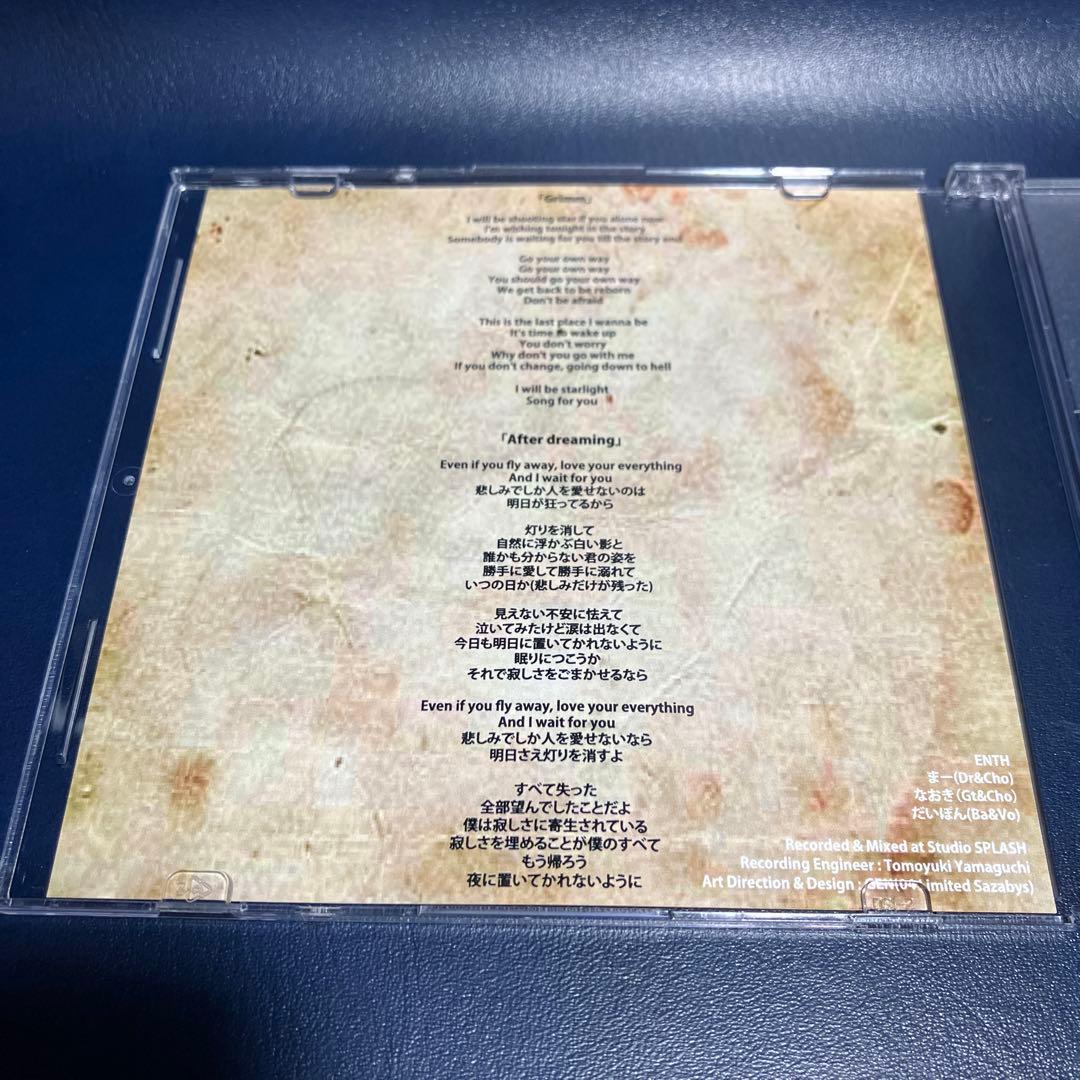 「Grimm」
I will be shooting star if you alone now
I'm wishing tonight in the story
Somebody is waiting for you till the story end
Go your own way
Go your own way
You should go your own way
We get back to be reborn
Don't be afraid
This is the last place I wanna be
It's time to wake up
You don't worry
Why don't you go with me
If you don't change, going down to hell
I will be starlight
Song for you
「After dreaming」
Even if you fly away, love your everything
And I wait for you
悲しみでしか人を愛せないのは
明日が狂ってるから
灯りを消して
自然に浮かぶ白い影と
誰かも分からない君の姿を
勝手に愛して勝手に溺れて
いつの日か(悲しみだけが残った)
見えない不安に怯えて
泣いてみたけど涙は出なくて
今日も明日に置いてかれないように
眠りにつこうか
それで寂しさをごまかせるなら
Even if you fly away, love your everything
And I wait for you
悲しみでしか人を愛せないなら
明日さえ灯りを消すよ
すべて失った
全部望んでしたことだよ
僕は寂しさに寄生されている
寂しさを埋めることが僕のすべて
もう帰ろう
夜に置いてかれないように
ENTH
まー(Dr&Cho)
なおき(Gt&Cho)
だいぽん(Ba&Vo)
Recorded & Mixed at Studio SPLASH
Recording Engineer : Tomoyuki Yamaguchi
Art Direction & Design : GEN(04 Limited Sazabys)